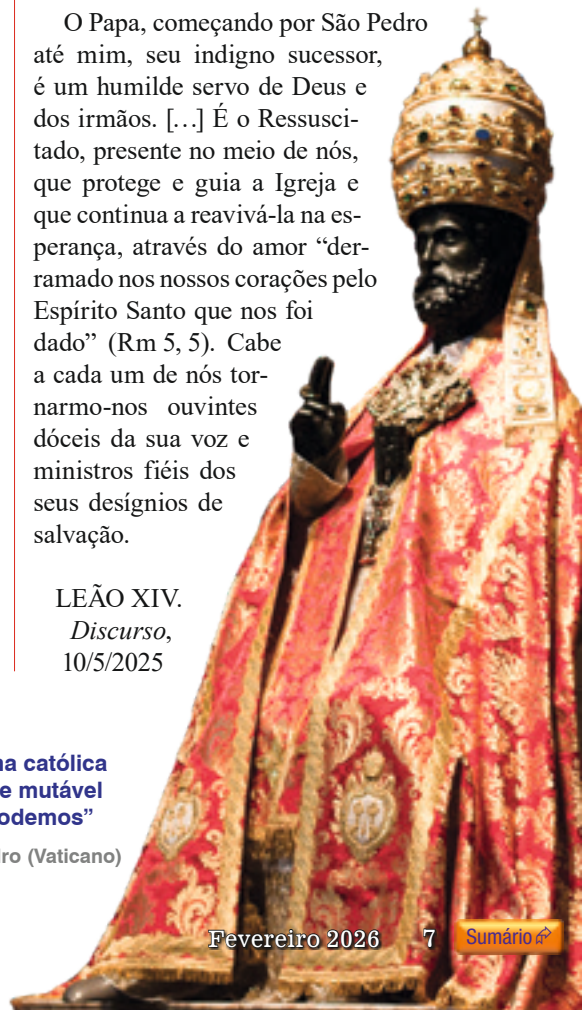 O Papa, começando por São Pedro
até mim, seu indigno sucessor,
é um humilde servo de Deus e
dos irmãos. […] É o Ressusci-
tado, presente no meio de nós,
que protege e guia a Igreja e
que continua a reavivá-la na es-
perança, através do amor “der-
ramado nos nossos corações pelo
Espírito Santo que nos foi
dado” (Rm 5, 5). Cabe
a cada um de nós tor-
narmo-nos ouvintes
dóceis da sua voz e
ministros fiéis dos
seus desígnios de
salvação.
LEÃO XIV.
Discurso,
10/5/2025
na católica
e mutável
odemos”
ro (Vaticano)
Fevereiro 2026 7 Sumário